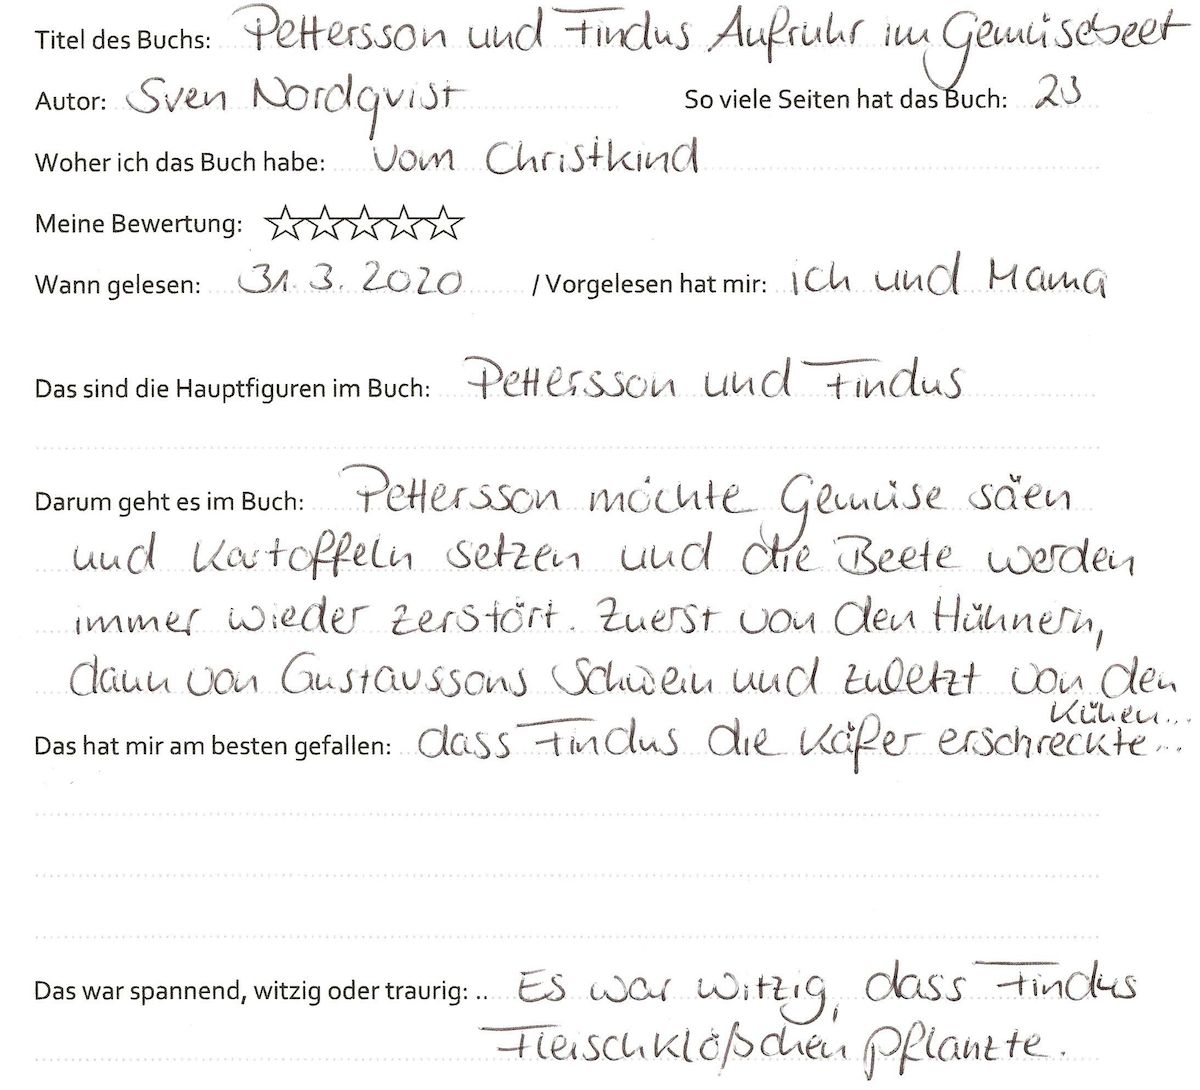 Titel des Buchs: Pettersson und Findus Aufruhr im Gemüsebeet
Autor: Sven Nordqvist So viele Seiten hat das Buch: 23
Woher ich das Buch habe: vom Christkind
Meine Bewertung: ☆☆☆☆☆
Wann gelesen: 31.3.2020 / Vorgelesen hat mir: ich und Mama
Das sind die Hauptfiguren im Buch: Pettersson und Findus
Darum geht es im Buch: Pettersson möchte Gemüse säen
und Kartoffeln setzen und die Beete werden
immer wieder zerstört. Zuerst von den Hühnern,
dann von Gustavssons Schwein und zuletzt von den
Kühen...
Das hat mir am besten gefallen: dass Findus die Käfer erschreckte...
Das war spannend, witzig oder traurig: .. Es war witzig, dass Findus
Fleischklößchen pflanzte.